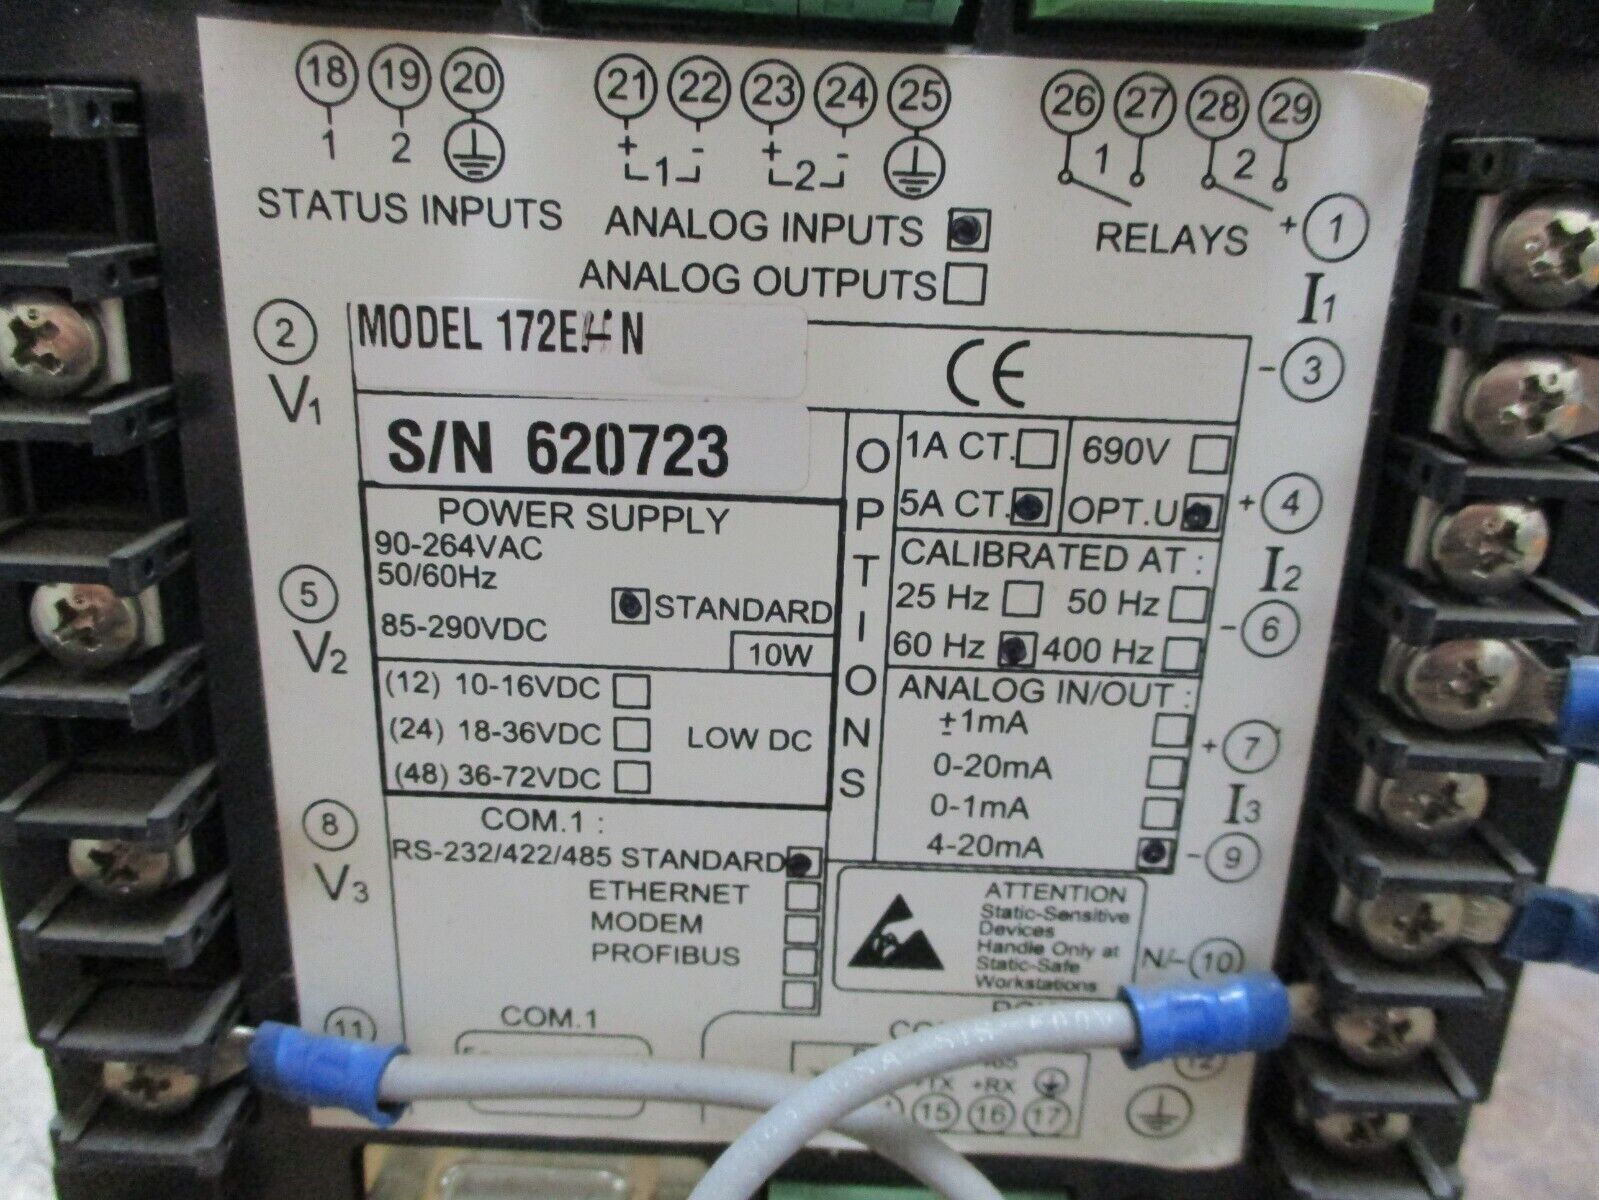 18 19 20 21 22 23 24 25 26 27 28 29
1 2 + 1 - + 2 - 1 2
STATUS INPUTS ANALOG INPUTS RELAYS + 1
ANALOG OUTPUTS
I1
2 MODEL 172E N CE - 3
V1
S/N 620723
OPTIONS
1A CT. 690V
5A CT. OPT.U + 4
POWER SUPPLY
90-264VAC
50/60Hz
STANDARD
85-290VDC
10W
CALIBRATED AT :
25 Hz 50 Hz
60 Hz 400 Hz
I2
- 6
5
V2
(12) 10-16VDC
(24) 18-36VDC LOW DC
(48) 36-72VDC
ANALOG IN/OUT :
±1mA
0-20mA
0-1mA
4-20mA
+ 7
I3
- 9
8
V3
COM.1 :
RS-232/422/485 STANDARD
ETHERNET
MODEM
PROFIBUS
ATTENTION
Static-Sensitive
Devices
Handle Only at
Static-Safe
Workstations
N/- 10
11 COM.1
485
+TX +RX
12
15 16 17